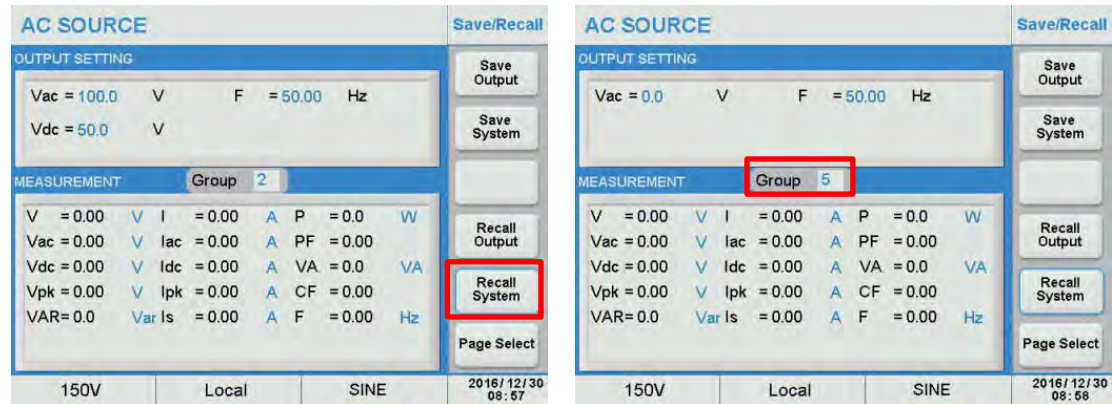 AC SOURCE Save/Recall
OUTPUT SETTING
Vac = 100.0 V F = 50.00 Hz
Vdc = 50.0 V
MEASUREMENT Group 2
V = 0.00 V I = 0.00 A P = 0.0 W
Vac = 0.00 V Iac = 0.00 A PF = 0.00
Vdc = 0.00 V Idc = 0.00 A VA = 0.0 VA
Vpk = 0.00 V Ipk = 0.00 A CF = 0.00
VAR= 0.0 Var Is = 0.00 A F = 0.00 Hz
Save
Output
Save
System
Recall
Output
Recall
System
Page Select
150V Local SINE 2016/12/30
08:57
AC SOURCE Save/Recall
OUTPUT SETTING
Vac = 0.0 V F = 50.00 Hz
MEASUREMENT Group 5
V = 0.00 V I = 0.00 A P = 0.0 W
Vac = 0.00 V Iac = 0.00 A PF = 0.00
Vdc = 0.00 V Idc = 0.00 A VA = 0.0 VA
Vpk = 0.00 V Ipk = 0.00 A CF = 0.00
VAR= 0.0 Var Is = 0.00 A F = 0.00 Hz
Save
Output
Save
System
Recall
Output
Recall
System
Page Select
150V Local SINE 2016/12/30
08:58